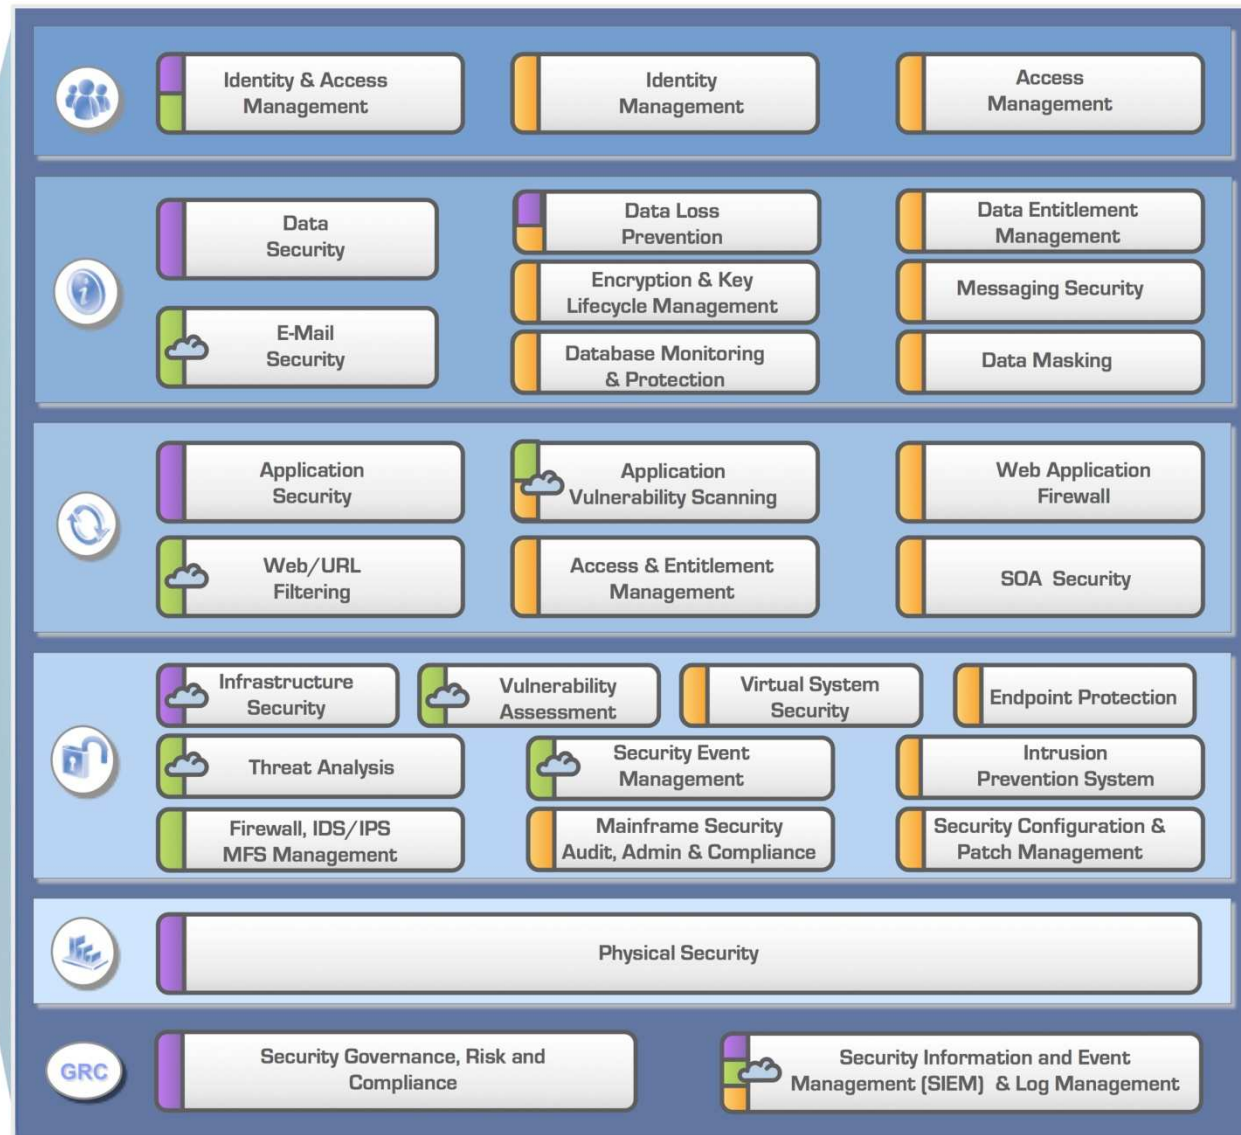 Identity & Access
Management
Identity
Management
Access
Management
Data
Security
Data Loss
Prevention
Data Entitlement
Management
Encryption & Key
Lifecycle Management
Messaging Security
E-Mail
Security
Database Monitoring
& Protection
Data Masking
Application
Security
Application
Vulnerability Scanning
Web Application
Firewall
Web/URL
Filtering
Access & Entitlement
Management
SOA Security
Infrastructure
Security
Vulnerability
Assessment
Virtual System
Security
Endpoint Protection
Threat Analysis
Security Event
Management
Intrusion
Prevention System
Firewall, IDS/IPS
MFS Management
Mainframe Security
Audit, Admin & Compliance
Security Configuration &
Patch Management
Physical Security
GRC
Security Governance, Risk and
Compliance
Security Information and Event
Management (SIEM) & Log Management